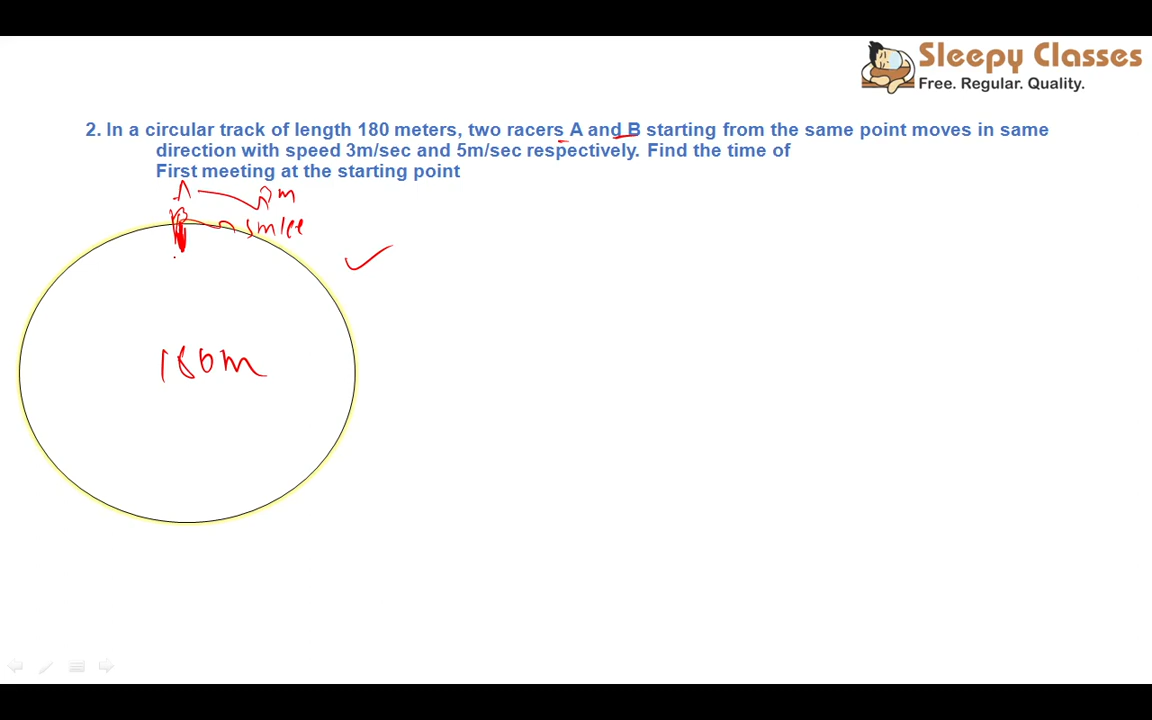 Sleepy Classes
Free. Regular. Quality.
2. In a circular track of length 180 meters, two racers A and B starting from the same point moves in same
direction with speed 3m/sec and 5m/sec respectively. Find the time of
First meeting at the starting point
A
B
180m